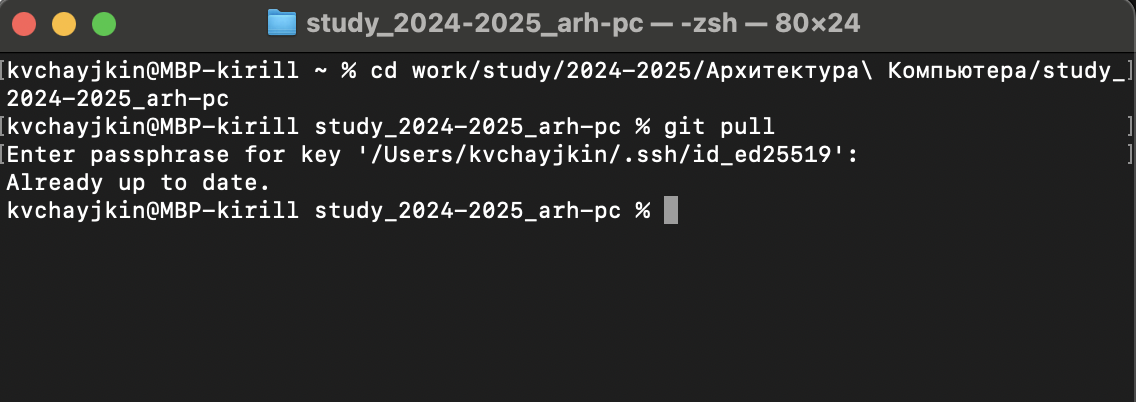 study_2024-2025_arh-pc — -zsh — 80×24
[kvchayjkin@MBP-kirill ~ % cd work/study/2024-2025/Архитектура\ Компьютера/study_]
2024-2025_arh-pc
[kvchayjkin@MBP-kirill study_2024-2025_arh-pc % git pull ]
[Enter passphrase for key '/Users/kvchayjkin/.ssh/id_ed25519': ]
Already up to date.
kvchayjkin@MBP-kirill study_2024-2025_arh-pc %